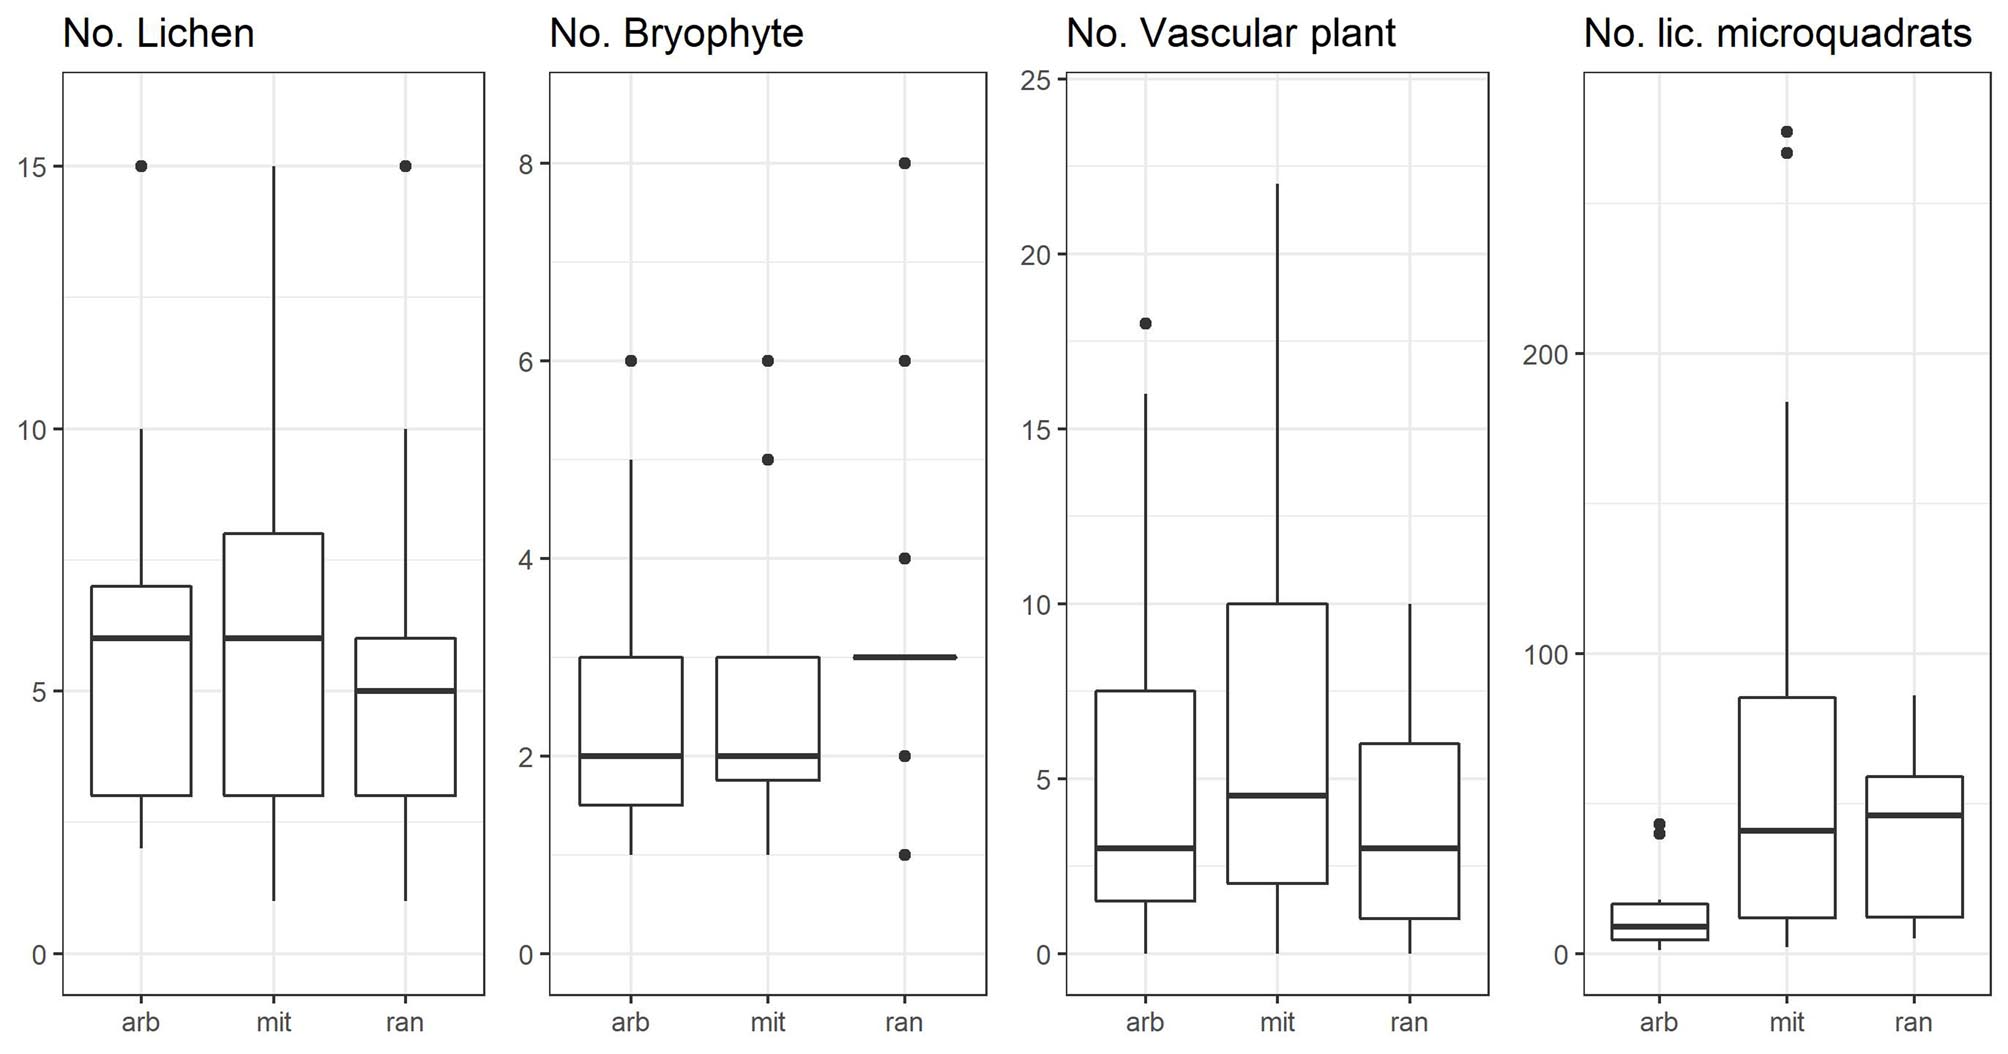 No. Lichen
15
10
5
0
arb mit ran
No. Bryophyte
8
6
4
2
0
arb mit ran
No. Vascular plant
25
20
15
10
5
0
arb mit ran
No. lic. microquadrats
200
100
0
arb mit ran